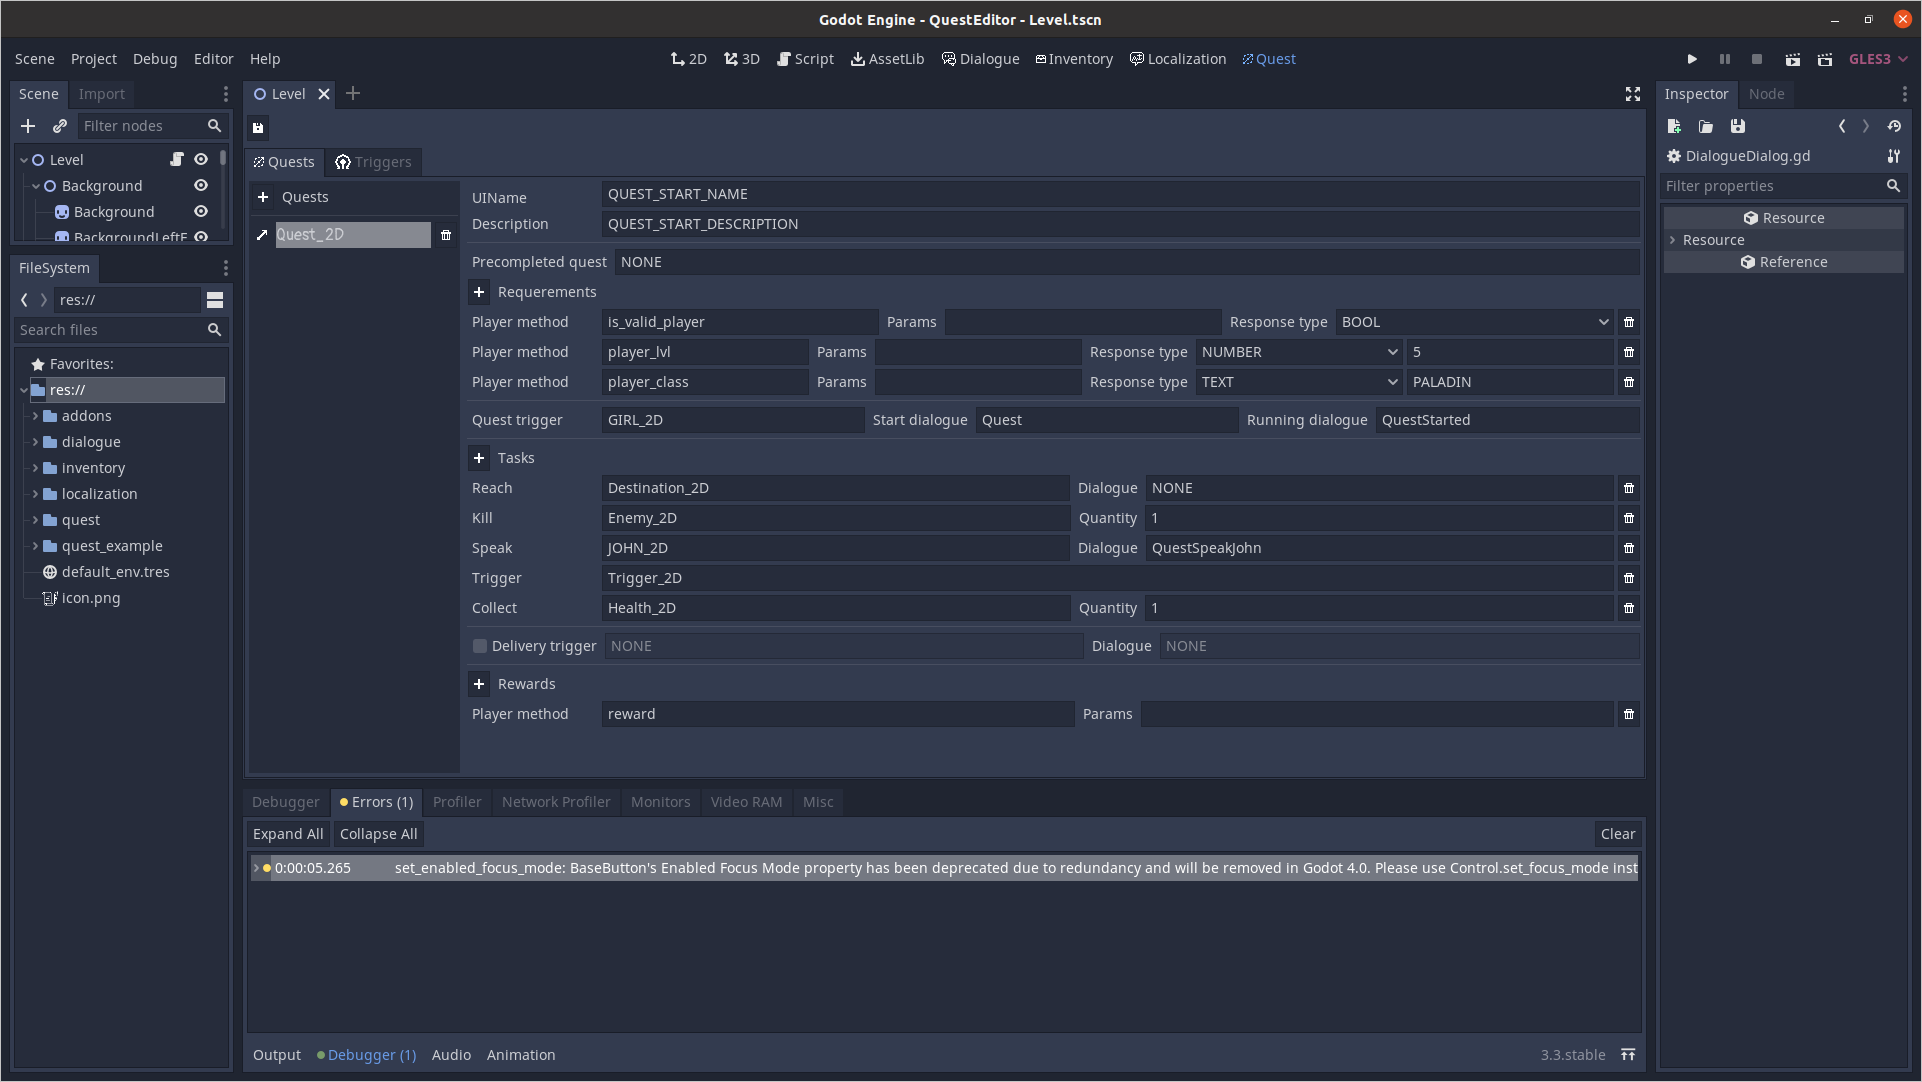 Godot Engine - QuestEditor - Level.tscn
Scene Project Debug Editor Help
2D 3D Script AssetLib Dialogue Inventory Localization Quest
GLES3
Scene Import
Filter nodes
Level
Background
Background
BackgroundLeftF
FileSystem
res://
Search files
Favorites:
res://
addons
dialogue
inventory
localization
quest
quest_example
default_env.tres
icon.png
Level
Quests Triggers
Quests
Quest_2D
UIName QUEST_START_NAME
Description QUEST_START_DESCRIPTION
Precompleted quest NONE
Requerements
Player method is_valid_player Params Response type BOOL
Player method player_lvl Params Response type NUMBER 5
Player method player_class Params Response type TEXT PALADIN
Quest trigger GIRL_2D Start dialogue Quest Running dialogue QuestStarted
Tasks
Reach Destination_2D Dialogue NONE
Kill Enemy_2D Quantity 1
Speak JOHN_2D Dialogue QuestSpeakJohn
Trigger Trigger_2D
Collect Health_2D Quantity 1
Delivery trigger NONE Dialogue NONE
Rewards
Player method reward Params
Debugger Errors (1) Profiler Network Profiler Monitors Video RAM Misc
Expand All Collapse All Clear
0:00:05.265 set_enabled_focus_mode: BaseButton's Enabled Focus Mode property has been deprecated due to redundancy and will be removed in Godot 4.0. Please use Control.set_focus_mode inst
Output Debugger (1) Audio Animation 3.3.stable
Inspector Node
DialogueDialog.gd
Filter properties
Resource
Resource
Reference